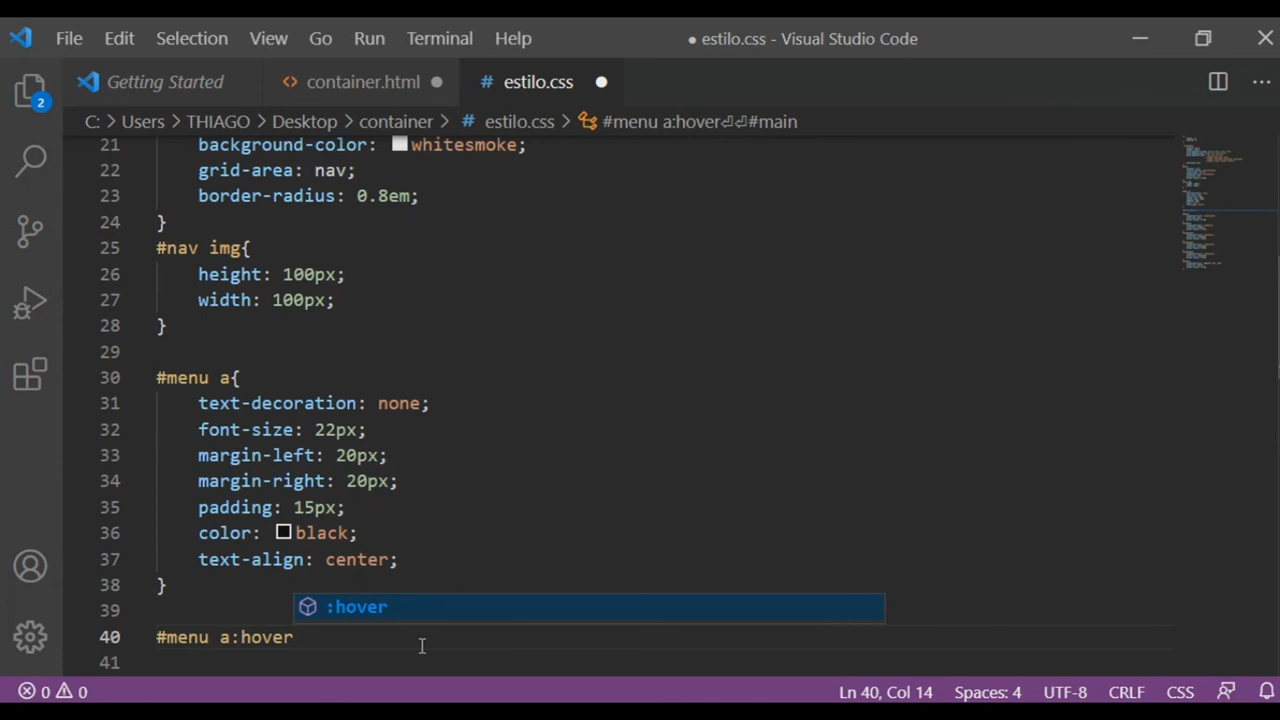 File Edit Selection View Go Run Terminal Help ● estilo.css - Visual Studio Code
Getting Started container.html # estilo.css
C: > Users > THIAGO > Desktop > container > # estilo.css > #menu a:hover⏎⏎#main
2
21 background-color: whitesmoke;
22 grid-area: nav;
23 border-radius: 0.8em;
24 }
25 #nav img{
26 height: 100px;
27 width: 100px;
28 }
29
30 #menu a{
31 text-decoration: none;
32 font-size: 22px;
33 margin-left: 20px;
34 margin-right: 20px;
35 padding: 15px;
36 color: black;
37 text-align: center;
38 }
39
:hover
40 #menu a:hover
41
0 0 Ln 40, Col 14 Spaces: 4 UTF-8 CRLF CSS